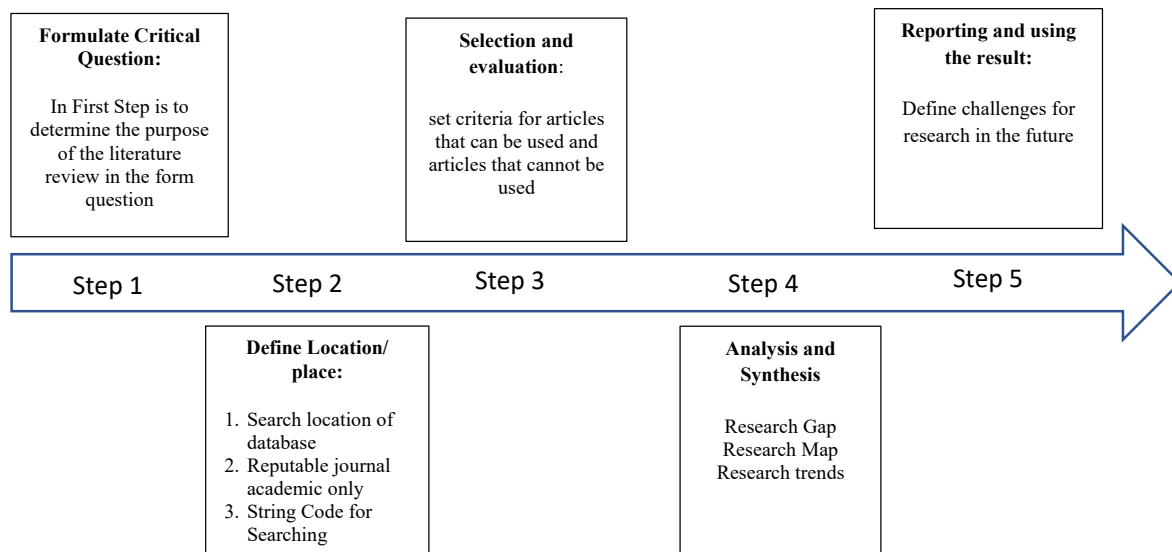 Formulate Critical
Question:
In First Step is to
determine the purpose
of the literature
review in the form
question
Selection and
evaluation:
set criteria for articles
that can be used and
articles that cannot be
used
Reporting and using
the result:
Define challenges for
research in the future
Step 1
Step 2
Step 3
Step 4
Step 5
Define Location/
place:
1. Search location of
database
2. Reputable journal
academic only
3. String Code for
Searching
Analysis and
Synthesis
Research Gap
Research Map
Research trends